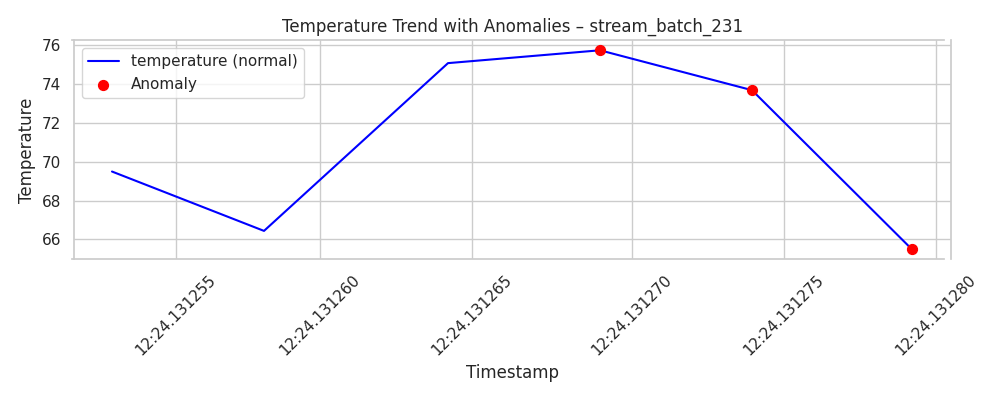 Temperature Trend with Anomalies – stream_batch_231
temperature (normal)
Anomaly
Temperature
76
74
72
70
68
66
12:24.131255
12:24.131260
12:24.131265
12:24.131270
12:24.131275
12:24.131280
Timestamp